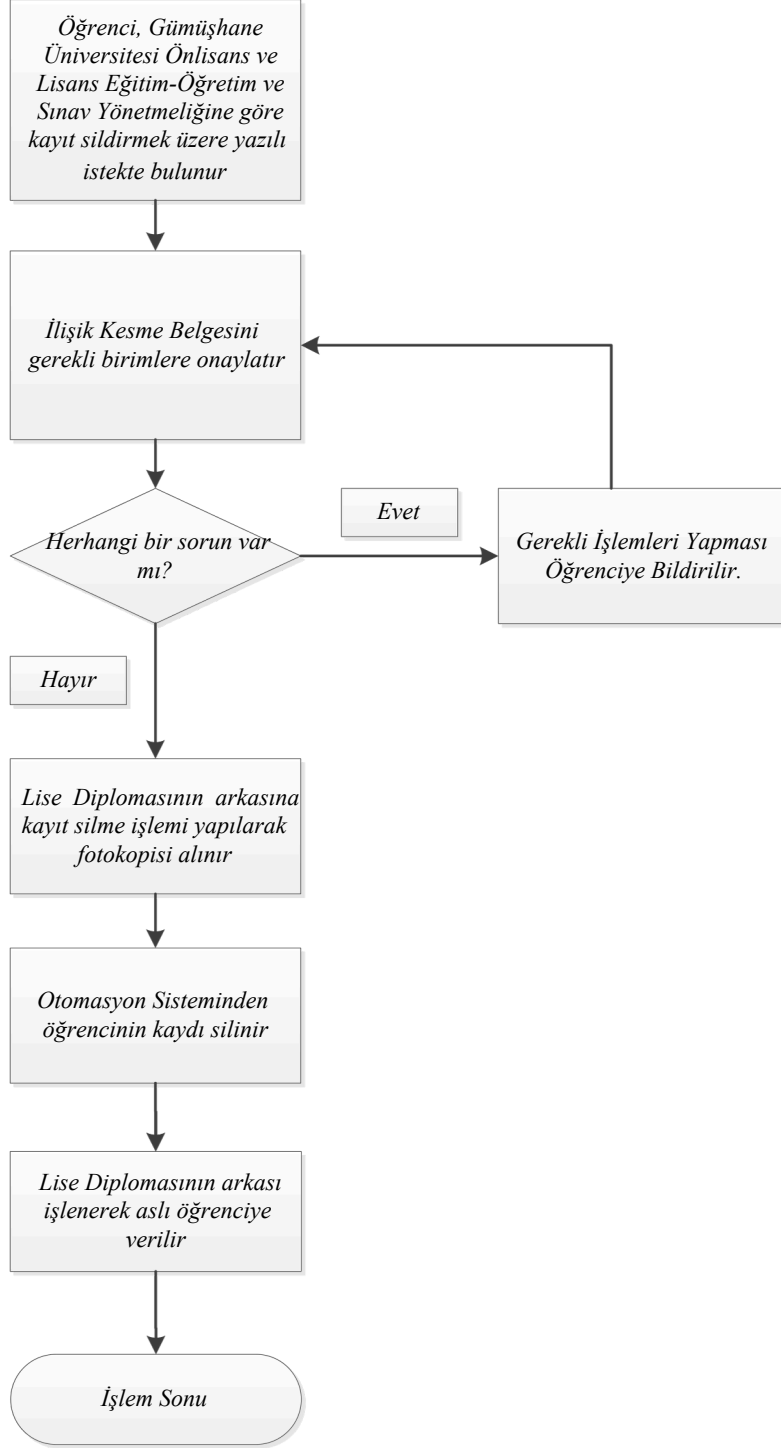 Öğrenci, Gümüşhane
Üniversitesi Önlisans ve
Lisans Eğitim-Öğretim ve
Sınav Yönetmeliğine göre
kayıt sildirmek üzere yazılı
istekte bulunur
İlişik Kesme Belgesini
gerekli birimlere onaylatır
Herhangi bir sorun var
mı?
Evet
Gerekli İşlemleri Yapması
Öğrenciye Bildirilir.
Hayır
Lise Diplomasının arkasına
kayıt silme işlemi yapılarak
fotokopisi alınır
Otomasyon Sisteminden
öğrencinin kaydı silinir
Lise Diplomasının arkası
işlenerek aslı öğrenciye
verilir
İşlem Sonu